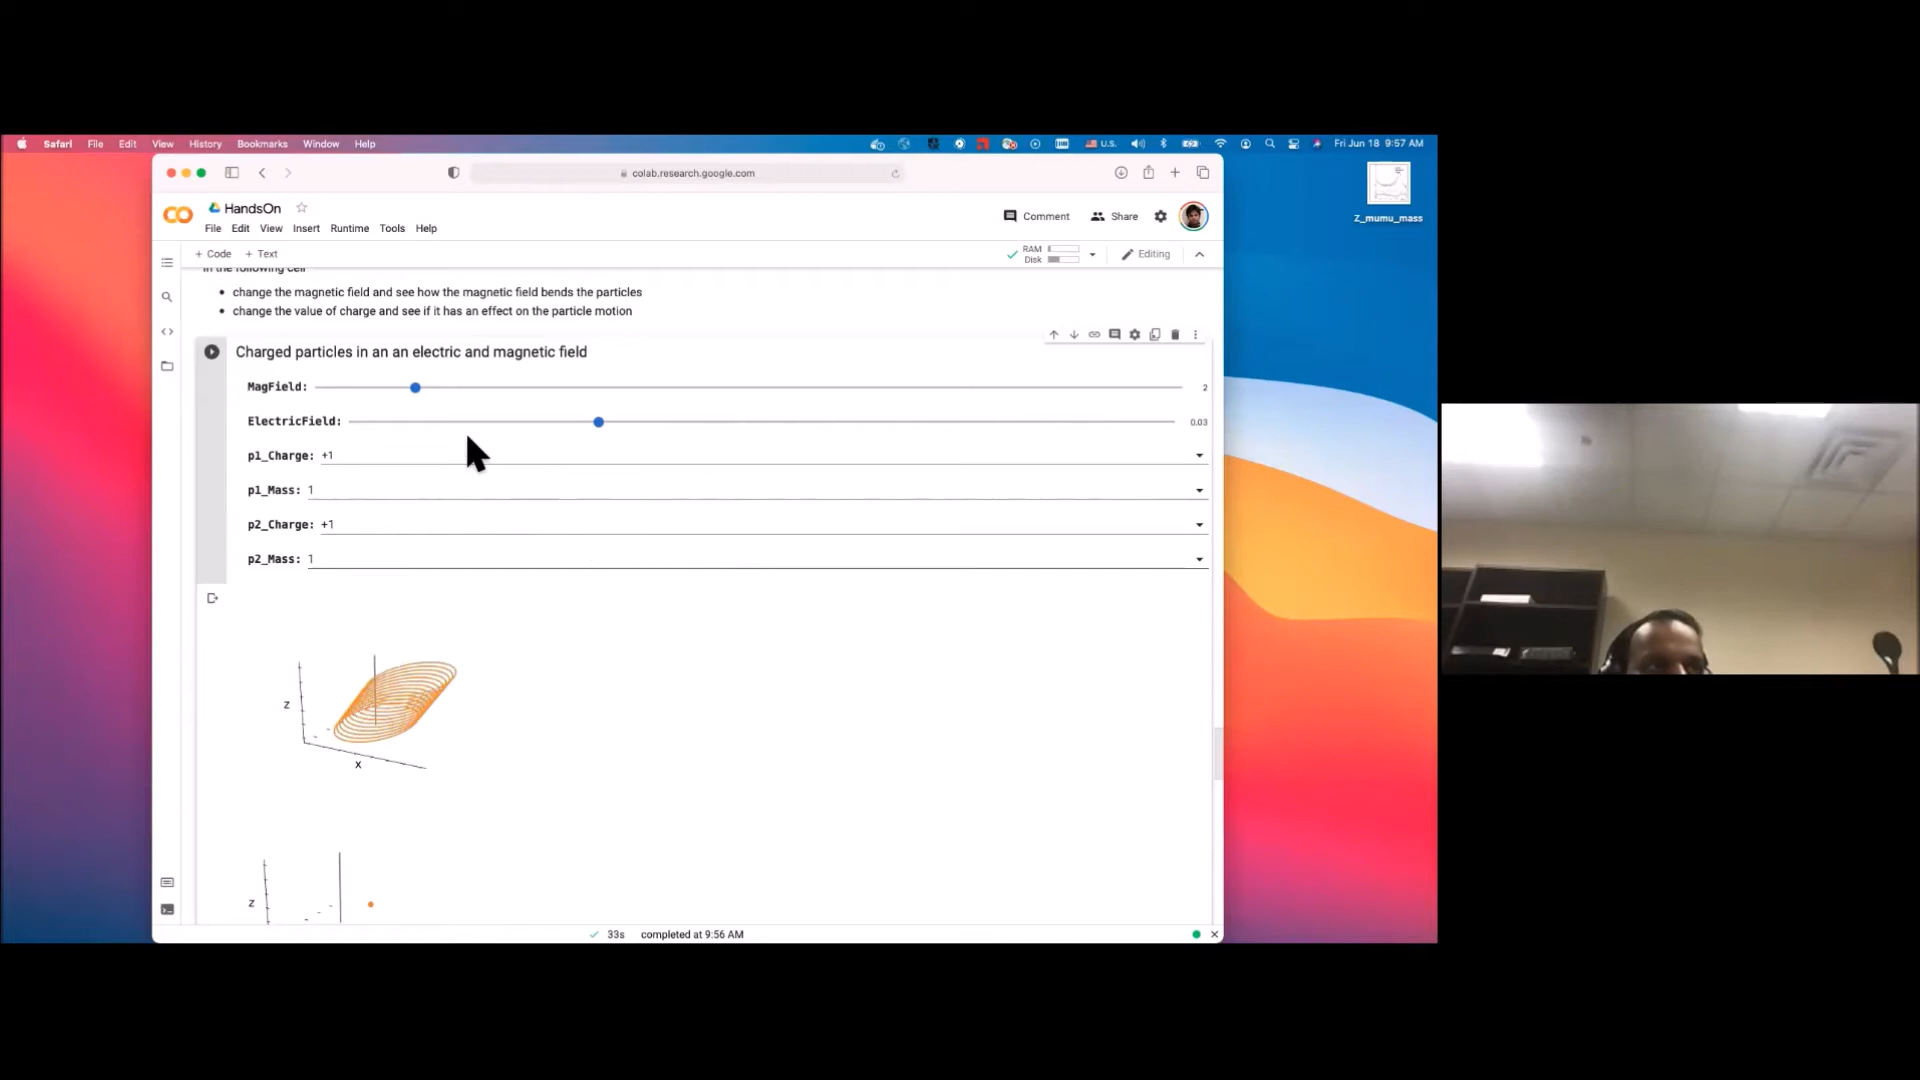 Safari File Edit View History Bookmarks Window Help
U.S.
Fri Jun 18 9:57 AM
colab.research.google.com
Z_mumu_mass
HandsOn
Comment
Share
File Edit View Insert Runtime Tools Help
+ Code + Text
RAM
Disk
Editing
In the following cell
• change the magnetic field and see how the magnetic field bends the particles
• change the value of charge and see if it has an effect on the particle motion
Charged particles in an an electric and magnetic field
MagField:
2
ElectricField:
0.03
p1_Charge: +1
p1_Mass: 1
p2_Charge: +1
p2_Mass: 1
Z
X
Z
33s completed at 9:56 AM